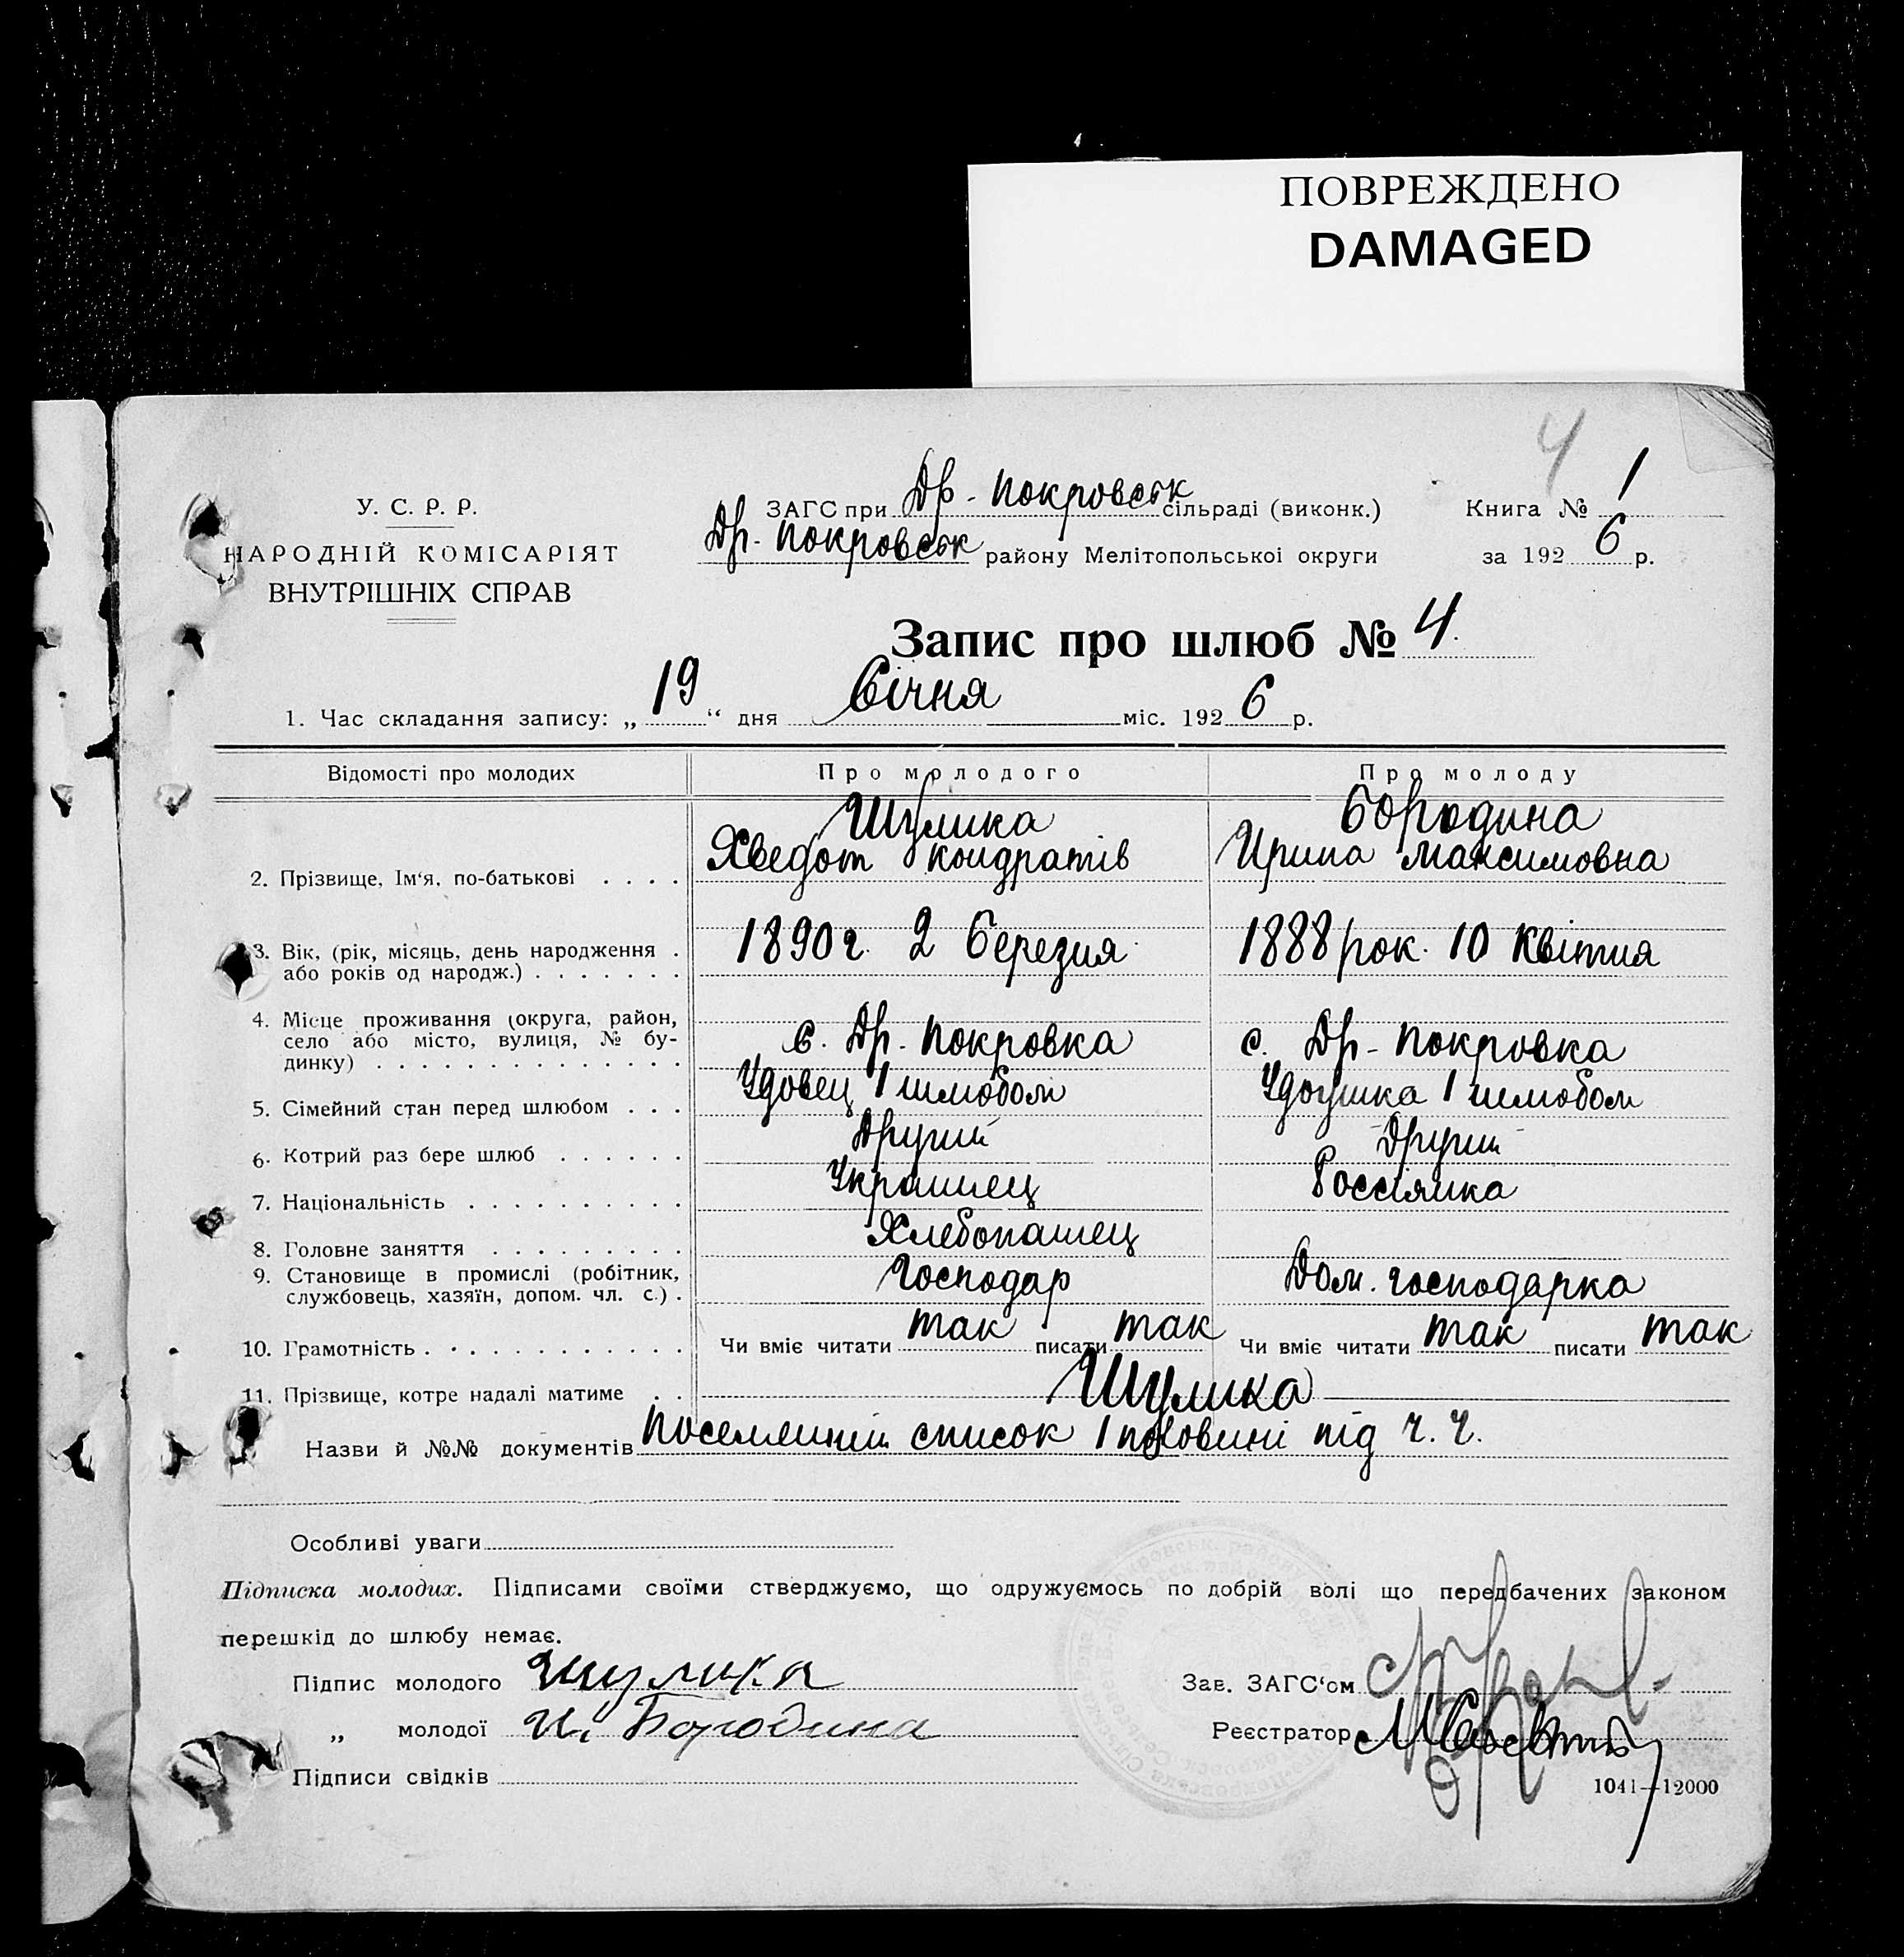 ПОВРЕЖДЕНО
DAMAGED
4
У. С. Р. Р.
НАРОДНІЙ КОМІСАРІЯТ
ВНУТРІШНІХ СПРАВ
ЗАГС при Др-Покровськ сільраді (виконк.)
Др-Покровськ району Мелітопольської округи
Книга № 1
за 1926 р.
Запис про шлюб № 4.
1. Час складання запису: „19“ дня Січня міс. 1926 р.
Відомості про молодих Про молодого Про молоду
Шулика Бородина
2. Прізвище, Ім'я, по-батькові . . . . Хведот Кондратів Ирина Максимовна
3. Вік, (рік, місяць, день народження . 1890 г. 2 Березня 1888 рок. 10 Квітня
або років од народж.) . . . . . . .
4. Місце проживання (округа, район,
село або місто, вулиця, № бу- с. Др-Покровка с. Др-Покровка
динку) . . . . . . . . . . . . . .
5. Сімейний стан перед шлюбом . . . Удовец 1 шлюбом Удовушка 1 шлюбом
6. Котрий раз бере шлюб . . . . . . Другий Другий
7. Національність . . . . . . . . . . Украинец Россіянка
8. Головне заняття . . . . . . . . . Хлебопашец
9. Становище в промислі (робітник, Господар Дом. господарка
службовець, хазяїн, допом. чл. с.) .
10. Грамотність . . . . . . . . . . . . Чи вміє читати так писати так Чи вміє читати так писати так
11. Прізвище, котре надалі матиме . . Шулика
Назви й №№ документів Поселенний список 1 половині під ч. 4.
Особливі уваги
Підписка молодих. Підписами своїми стверджуємо, що одружуємось по добрій волі що передбачених законом
перешкід до шлюбу немає.
Підпис молодого Шулика
Зав. ЗАГС'ом
„ молодої И. Бородина
Реєстратор
Підписи свідків
1041—12000